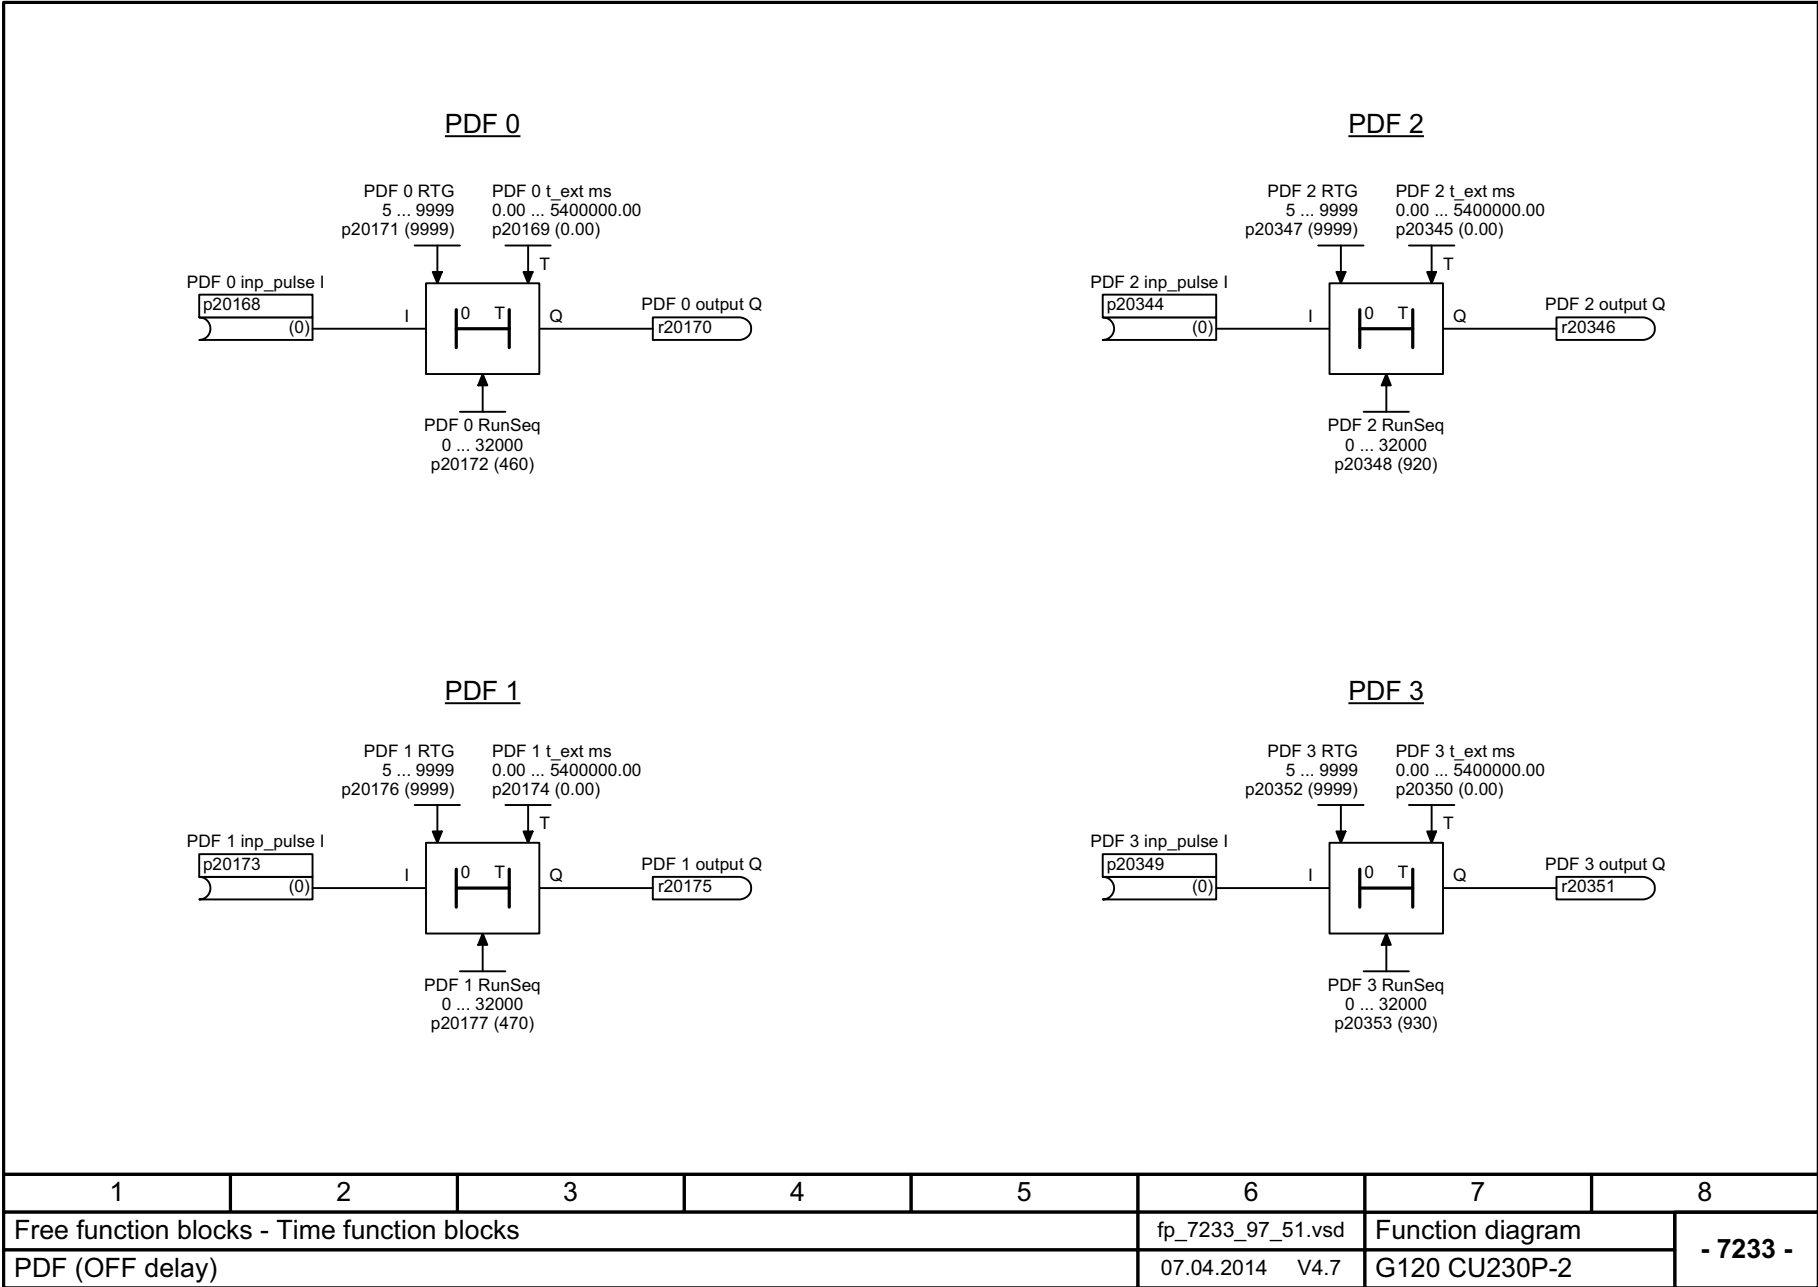 PDF 0
PDF 0 RTG
5 ... 9999
p20171 (9999)
PDF 0 t_ext ms
0.00 ... 5400000.00
p20169 (0.00)
T
PDF 0 inp_pulse I
p20168
(0)
I
0 T
Q
PDF 0 output Q
r20170
PDF 0 RunSeq
0 ... 32000
p20172 (460)
PDF 2
PDF 2 RTG
5 ... 9999
p20347 (9999)
PDF 2 t_ext ms
0.00 ... 5400000.00
p20345 (0.00)
T
PDF 2 inp_pulse I
p20344
(0)
I
0 T
Q
PDF 2 output Q
r20346
PDF 2 RunSeq
0 ... 32000
p20348 (920)
PDF 1
PDF 1 RTG
5 ... 9999
p20176 (9999)
PDF 1 t_ext ms
0.00 ... 5400000.00
p20174 (0.00)
T
PDF 1 inp_pulse I
p20173
(0)
I
0 T
Q
PDF 1 output Q
r20175
PDF 1 RunSeq
0 ... 32000
p20177 (470)
PDF 3
PDF 3 RTG
5 ... 9999
p20352 (9999)
PDF 3 t_ext ms
0.00 ... 5400000.00
p20350 (0.00)
T
PDF 3 inp_pulse I
p20349
(0)
I
0 T
Q
PDF 3 output Q
r20351
PDF 3 RunSeq
0 ... 32000
p20353 (930)
1 2 3 4 5 6 7 8
Free function blocks - Time function blocks
fp_7233_97_51.vsd
Function diagram
- 7233 -
PDF (OFF delay)
07.04.2014 V4.7
G120 CU230P-2